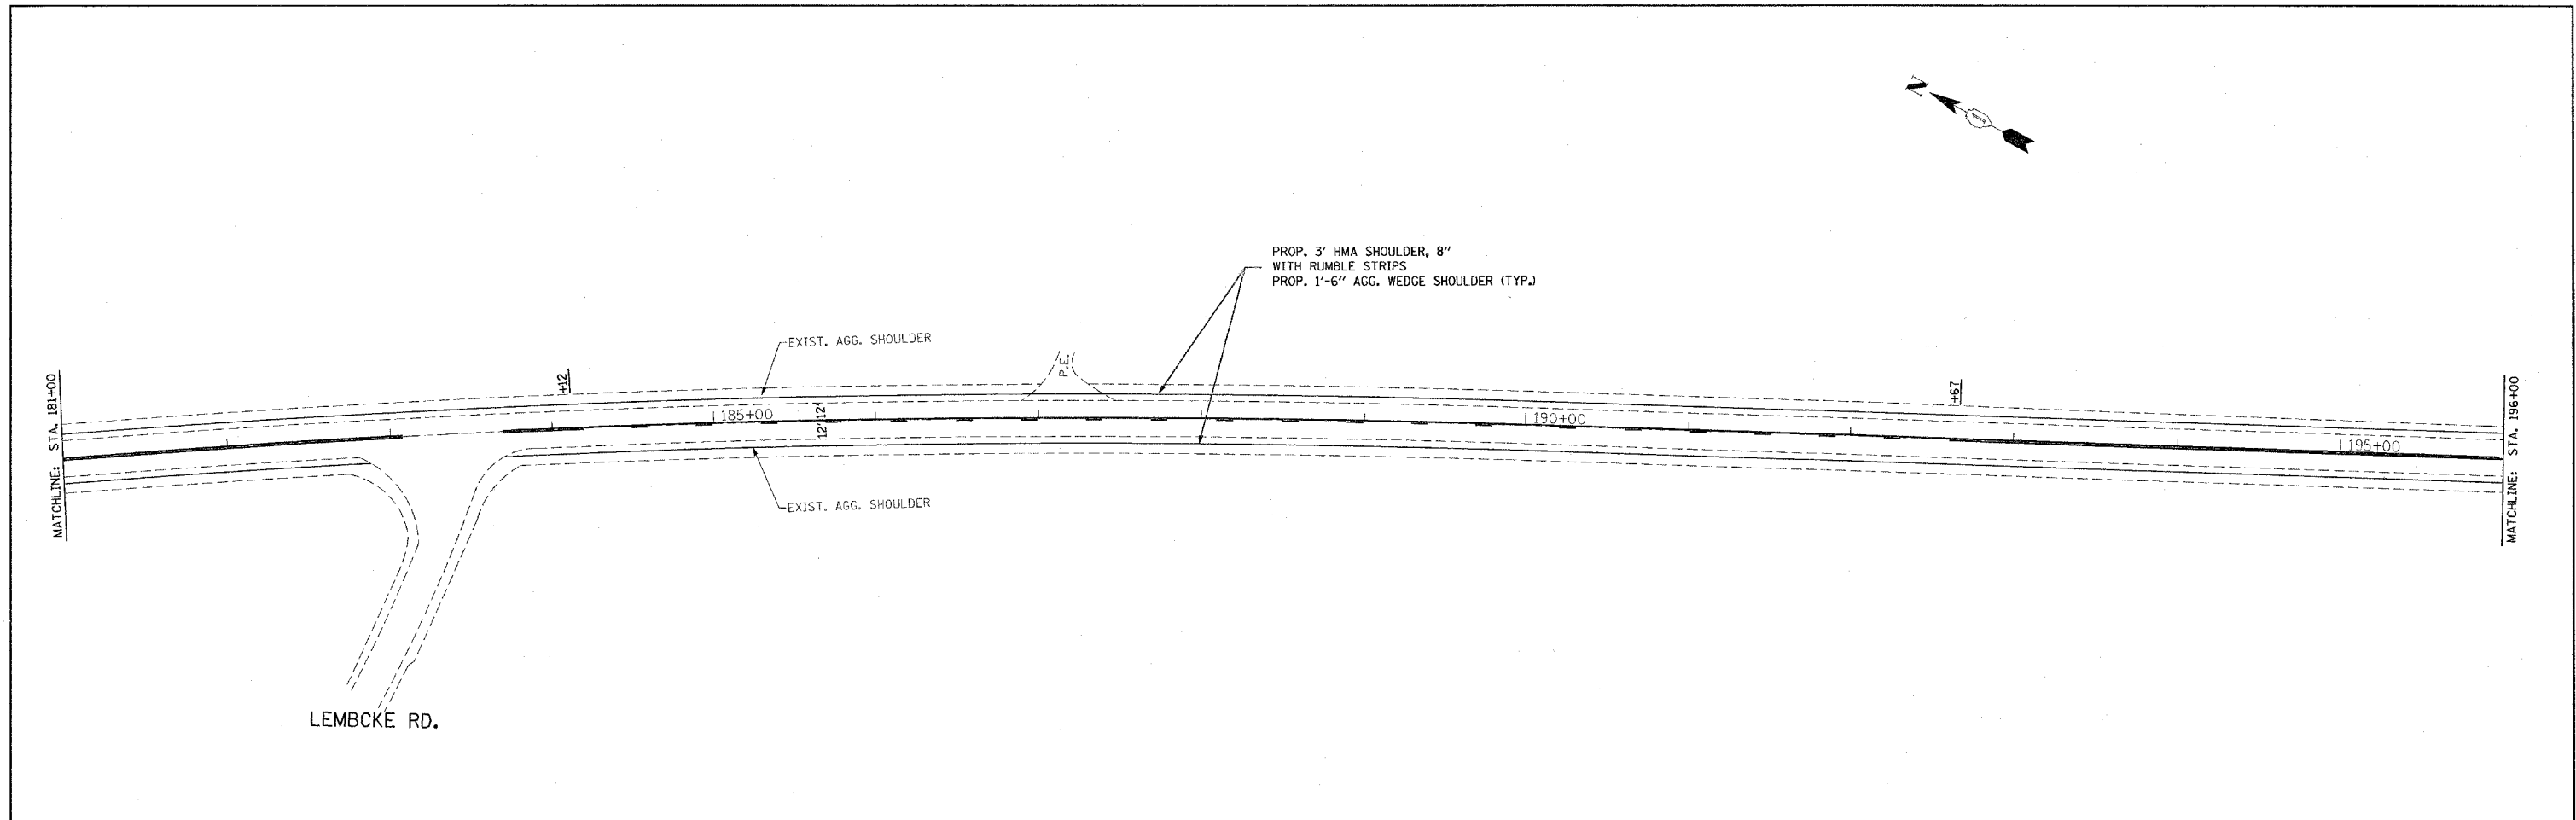 N
PROP. 3' HMA SHOULDER, 8"
WITH RUMBLE STRIPS
PROP. 1'-6" AGG. WEDGE SHOULDER (TYP.)
EXIST. AGG. SHOULDER
P.E.
MATCHLINE: STA. 181+00
+12
185+00
12' 12'
190+00
+67
195+00
MATCHLINE: STA. 196+00
EXIST. AGG. SHOULDER
LEMBCKE RD.